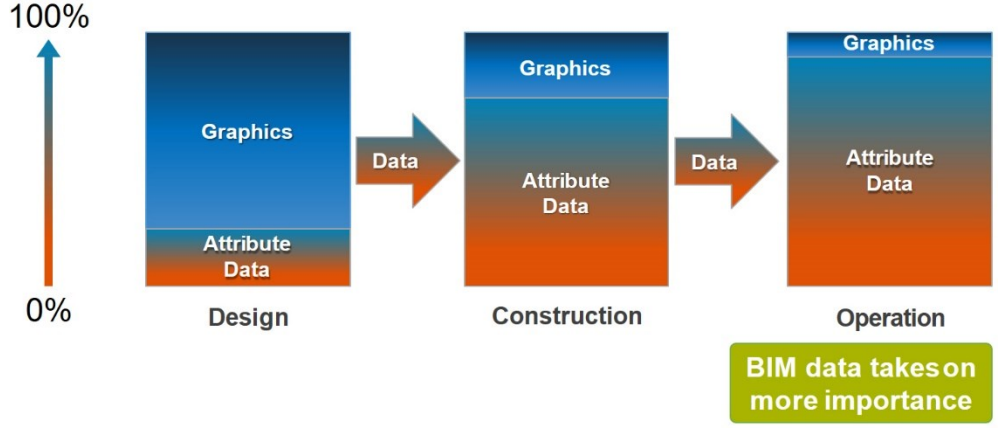 100%
0%
Graphics
Attribute
Data
Design
Data
Graphics
Attribute
Data
Construction
Data
Graphics
Attribute
Data
Operation
BIM data takes on
more importance